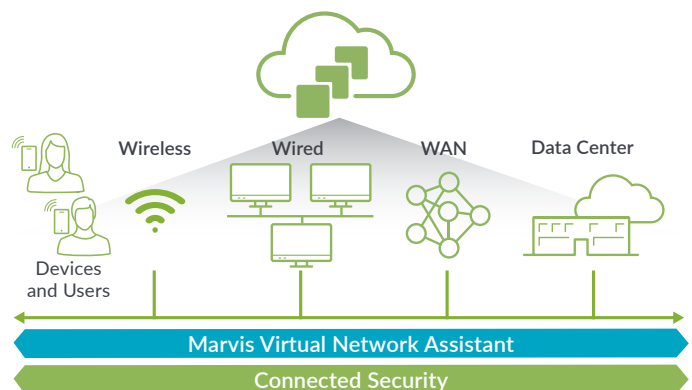 Wireless
Wired
WAN
Data Center
Devices
and Users
Marvis Virtual Network Assistant
Connected Security